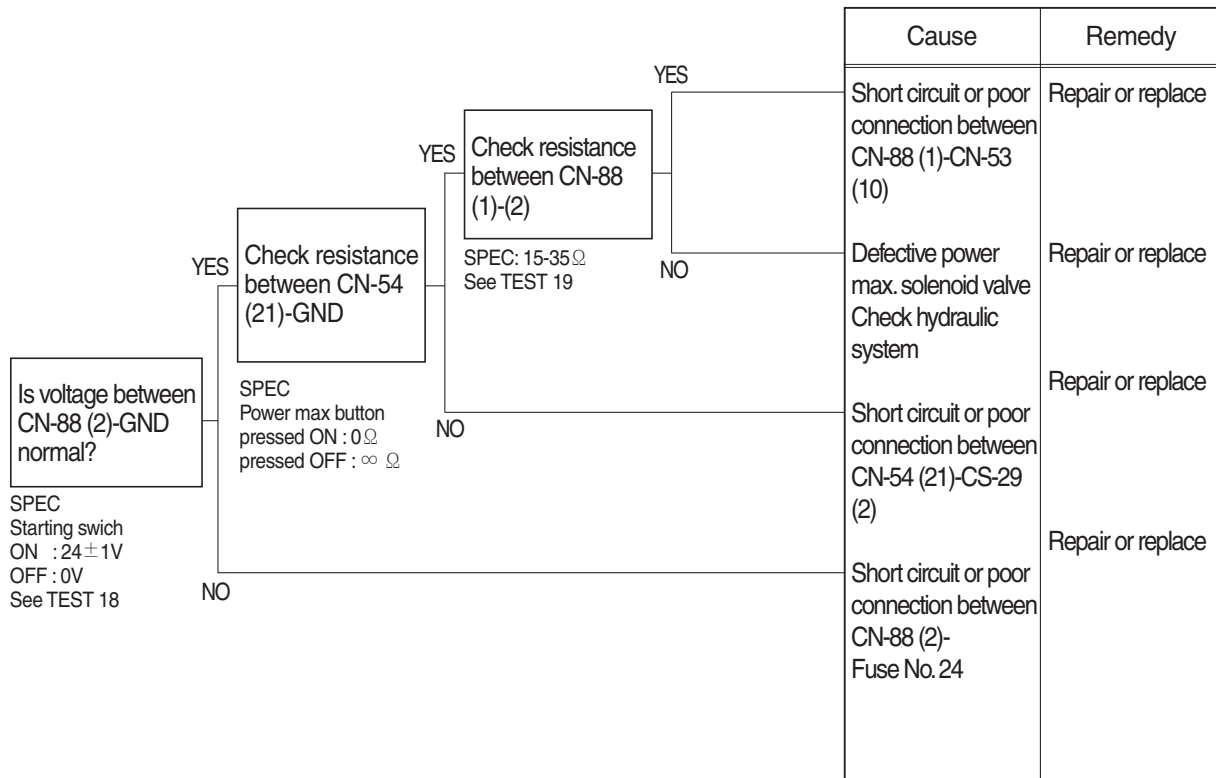 Cause
Remedy
YES
Short circuit or poor
connection between
CN-88 (1)-CN-53
(10)
Repair or replace
YES
Check resistance
between CN-88
(1)-(2)
SPEC: 15-35Ω
See TEST 19
NO
Defective power
max. solenoid valve
Check hydraulic
system
Repair or replace
YES
Check resistance
between CN-54
(21)-GND
SPEC
Power max button
pressed ON : 0Ω
pressed OFF : ∞ Ω
NO
Short circuit or poor
connection between
CN-54 (21)-CS-29
(2)
Repair or replace
Is voltage between
CN-88 (2)-GND
normal?
SPEC
Starting swich
ON : 24±1V
OFF : 0V
See TEST 18
NO
Short circuit or poor
connection between
CN-88 (2)-
Fuse No. 24
Repair or replace